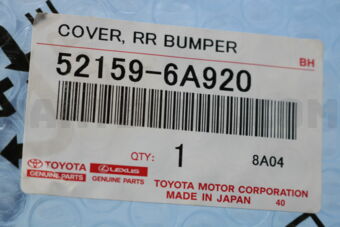 COVER, RR BUMPER
BH
52159-6A920
QTY: 1
8A04
TOYOTA
GENUINE PARTS
LEXUS
GENUINE PARTS
TOYOTA MOTOR CORPORATION
MADE IN JAPAN 40